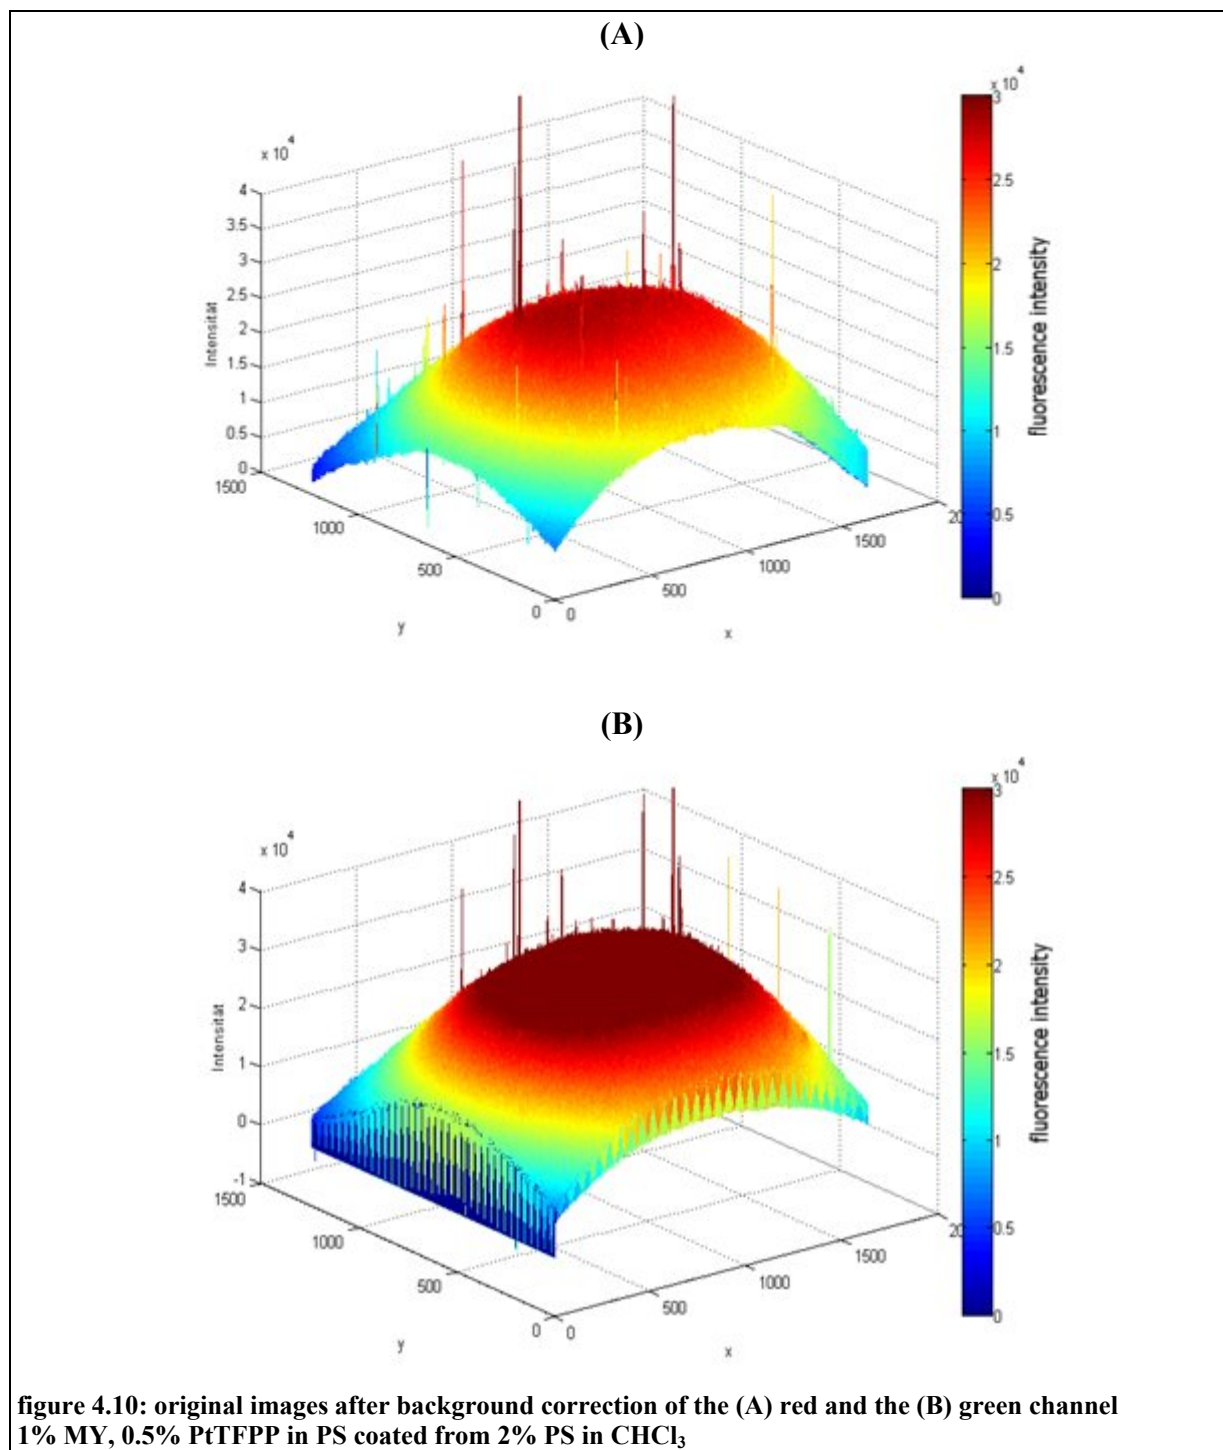 (A)
x 10^4
4
3.5
3
2.5
2
1.5
1
0.5
0
Intensität
1500
1000
500
0
y
0
500
1000
1500
20
x
x 10^4
3
2.5
2
1.5
1
0.5
0
fluorescence intensity
(B)
x 10^4
4
3
2
1
0
-1
Intensität
1500
1000
500
0
y
0
500
1000
1500
20
x
x 10^4
3
2.5
2
1.5
1
0.5
0
fluorescence intensity
figure 4.10: original images after background correction of the (A) red and the (B) green channel
1% MY, 0.5% PtTFPP in PS coated from 2% PS in CHCl₃